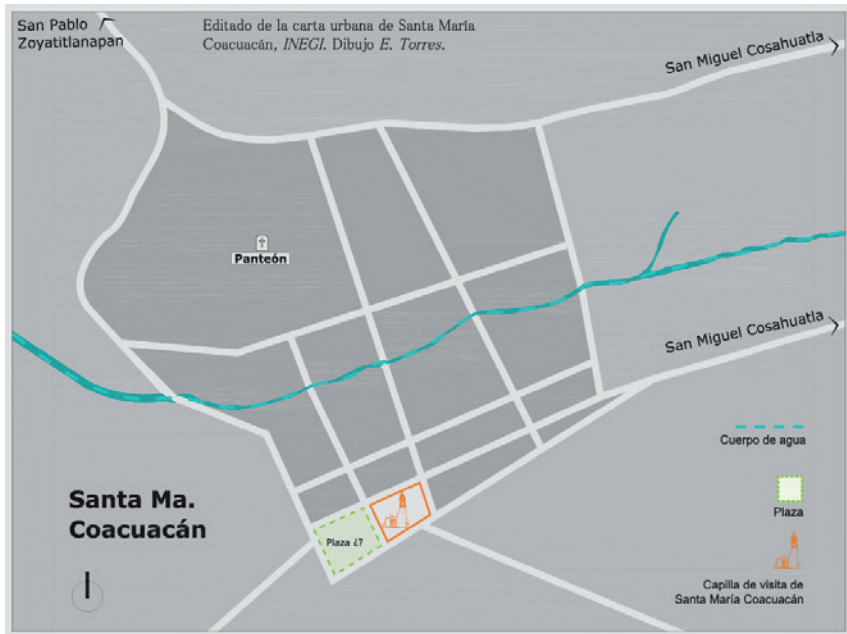 San Pablo
Zoyatitlanapan
Editado de la carta urbana de Santa María
Coacuacán, INEGI. Dibujo E. Torres.
San Miguel Cosahuatla
Panteón
San Miguel Cosahuatla
Cuerpo de agua
Plaza
Capilla de visita de
Santa María Coacuacán
Santa Ma.
Coacuacán
Plaza ¿?